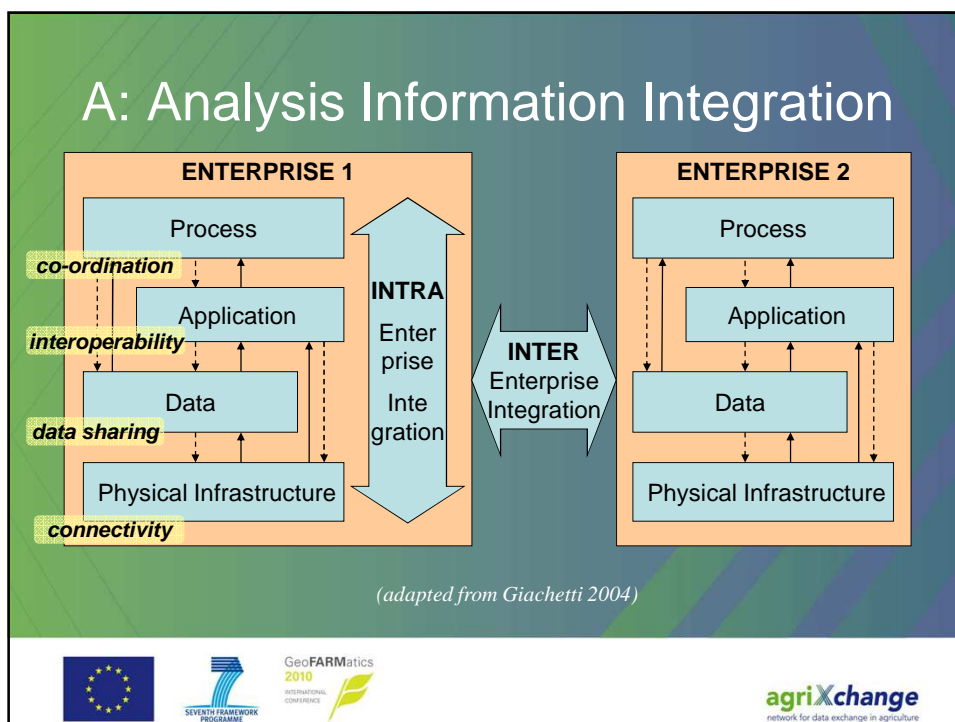 A: Analysis Information Integration
ENTERPRISE 1
Process
co-ordination
Application
interoperability
Data
data sharing
Physical Infrastructure
connectivity
INTRA
Enter
prise
Inte
gration
INTER
Enterprise
Integration
ENTERPRISE 2
Process
Application
Data
Physical Infrastructure
(adapted from Giachetti 2004)
SEVENTH FRAMEWORK
PROGRAMME
GeoFARMatics
2010
INTERNATIONAL
CONFERENCE
agriXchange
network for data exchange in agriculture